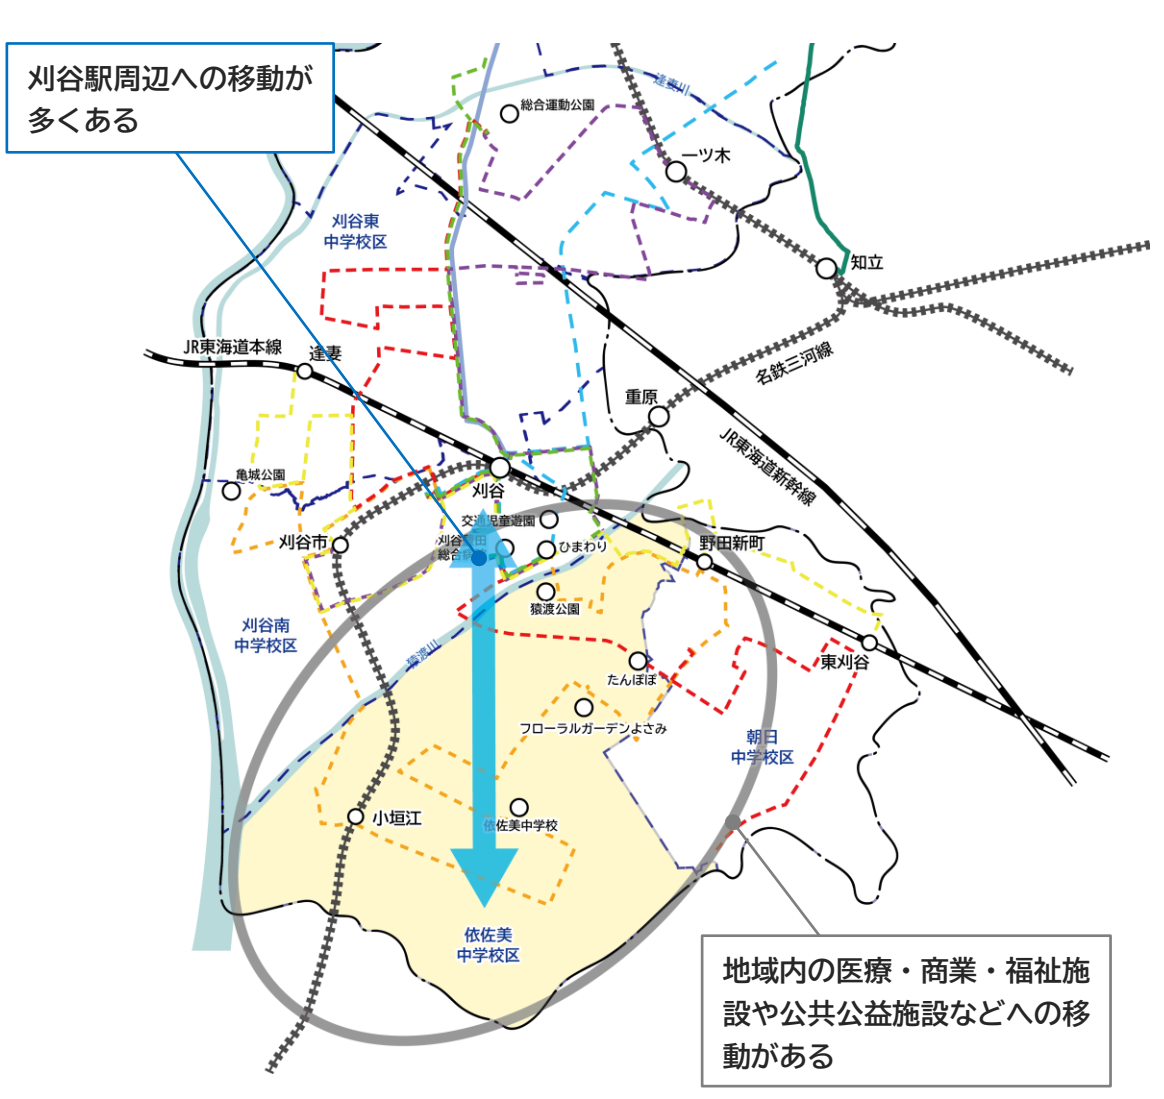 刈谷駅周辺への移動が
多くある
総合運動公園
逢妻川
一ツ木
刈谷東
中学校区
知立
JR東海道本線
逢妻
名鉄三河線
重原
JR東海道新幹線
亀城公園
刈谷
交通児童遊園
刈谷市
刈谷豊田
総合病院
ひまわり
野田新町
猿渡公園
刈谷南
中学校区
猿渡川
東刈谷
たんぽぽ
フローラルガーデンよさみ
朝日
中学校区
小垣江
依佐美中学校
依佐美
中学校区
地域内の医療・商業・福祉施
設や公共公益施設などへの移
動がある